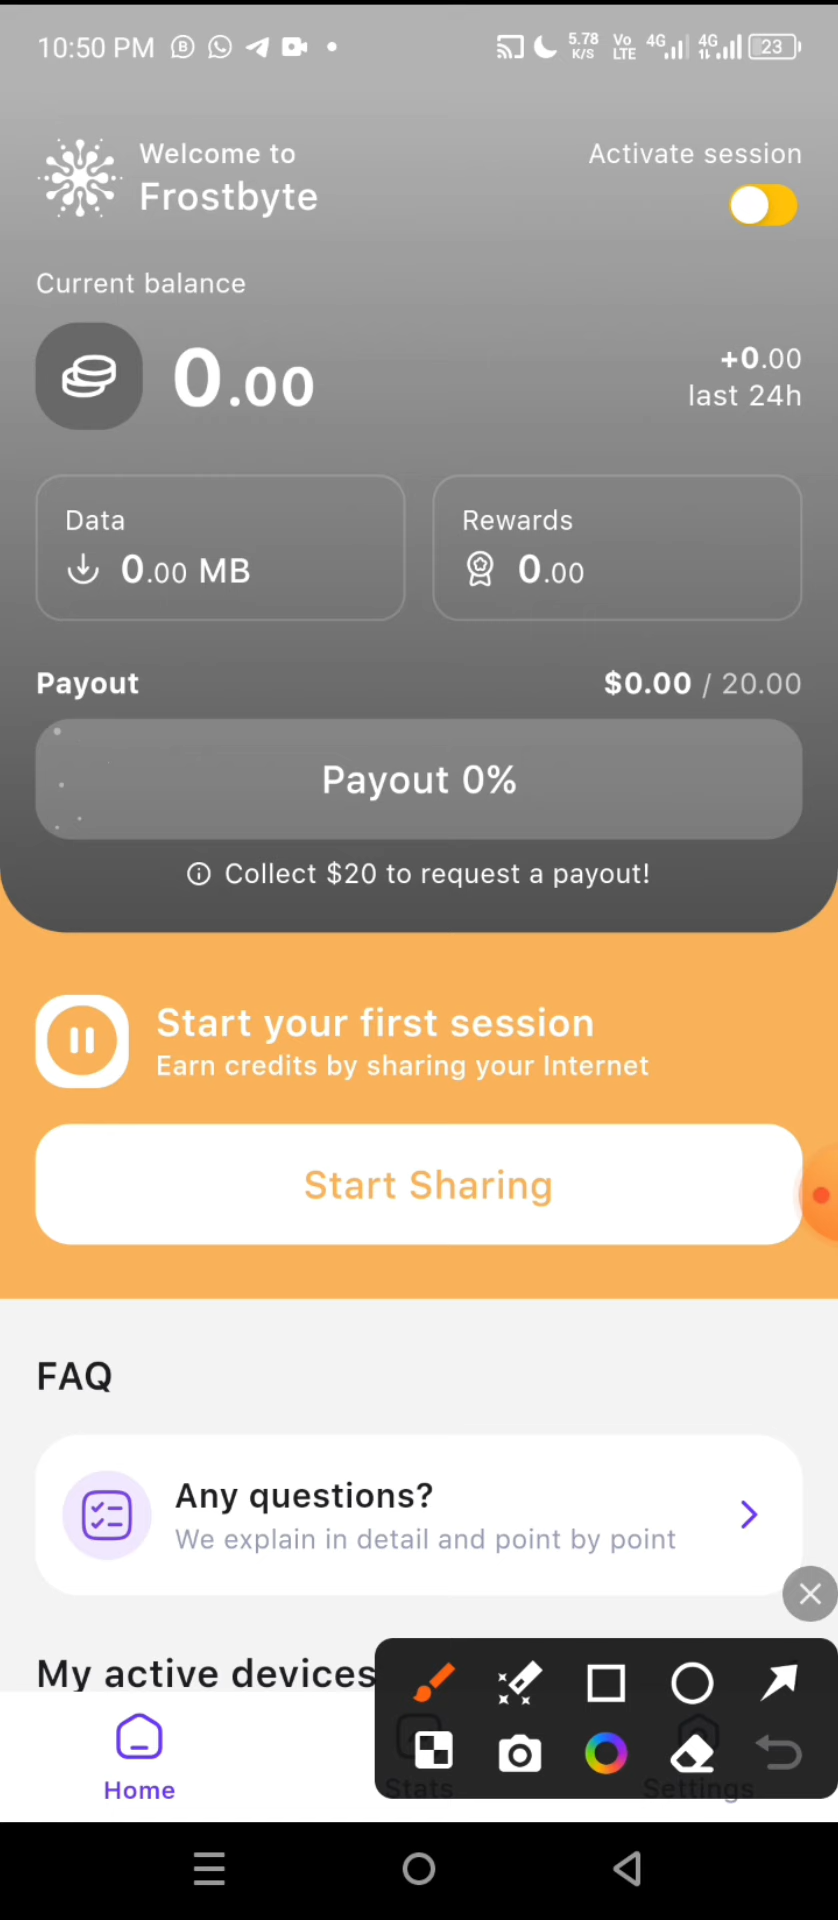 10:50 PM
5.78 K/S
Vo LTE
4G
4G
23
Welcome to
Frostbyte
Activate session
Current balance
0.00
+0.00
last 24h
Data
0.00 MB
Rewards
0.00
Payout
$0.00 / 20.00
Payout 0%
Collect $20 to request a payout!
Start your first session
Earn credits by sharing your Internet
Start Sharing
FAQ
Any questions?
We explain in detail and point by point
My active devices
Home
Stats
Settings